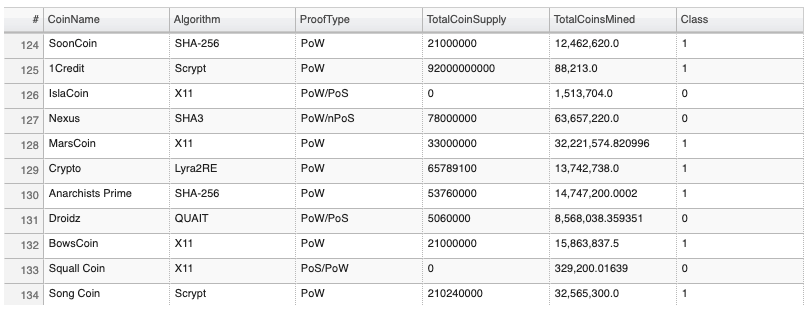 # CoinName Algorithm ProofType TotalCoinSupply TotalCoinsMined Class
124 SoonCoin SHA-256 PoW 21000000 12,462,620.0 1
125 1Credit Scrypt PoW 92000000000 88,213.0 1
126 IslaCoin X11 PoW/PoS 0 1,513,704.0 0
127 Nexus SHA3 PoW/nPoS 78000000 63,657,220.0 0
128 MarsCoin X11 PoW 33000000 32,221,574.820996 1
129 Crypto Lyra2RE PoW 65789100 13,742,738.0 1
130 Anarchists Prime SHA-256 PoW 53760000 14,747,200.0002 1
131 Droidz QUAIT PoW/PoS 5060000 8,568,038.359351 0
132 BowsCoin X11 PoW 21000000 15,863,837.5 1
133 Squall Coin X11 PoS/PoW 0 329,200.01639 0
134 Song Coin Scrypt PoW 210240000 32,565,300.0 1